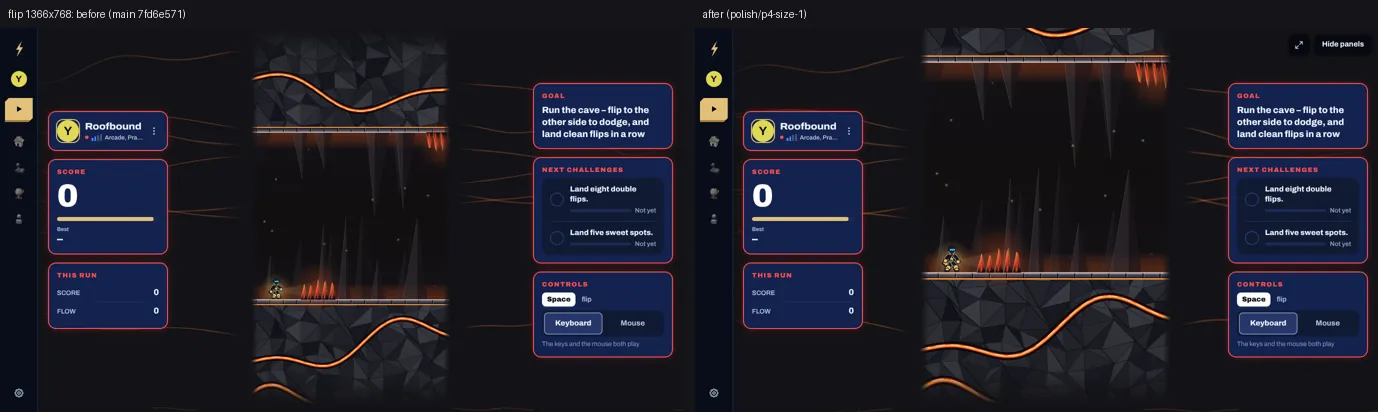 flip 1366x768: before (main 7fd6e571)
Y
Y
Roofbound
Arcade, Pra...
SCORE
0
Best
–
THIS RUN
SCORE 0
FLOW 0
GOAL
Run the cave – flip to the
other side to dodge, and
land clean flips in a row
NEXT CHALLENGES
Land eight double
flips.
Not yet
Land five sweet spots.
Not yet
CONTROLS
Space flip
Keyboard Mouse
The keys and the mouse both play
after (polish/p4-size-1)
Hide panels
Y
Y
Roofbound
Arcade, Pra...
SCORE
0
Best
–
THIS RUN
SCORE 0
FLOW 0
GOAL
Run the cave – flip to the
other side to dodge, and
land clean flips in a row
NEXT CHALLENGES
Land eight double
flips.
Not yet
Land five sweet spots.
Not yet
CONTROLS
Space flip
Keyboard Mouse
The keys and the mouse both play